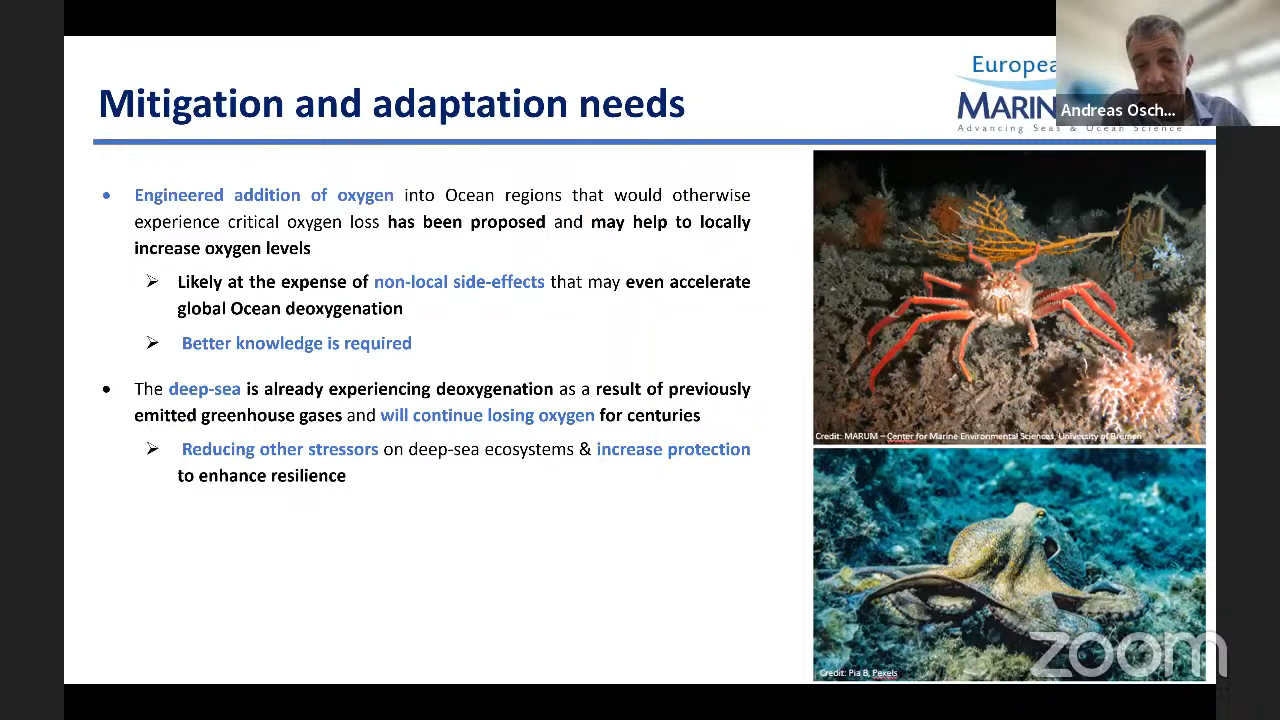 Mitigation and adaptation needs
Europea
MARIN
Advancing Seas & Ocean Science
Andreas Osch...
• Engineered addition of oxygen into Ocean regions that would otherwise
experience critical oxygen loss has been proposed and may help to locally
increase oxygen levels
➢ Likely at the expense of non-local side-effects that may even accelerate
global Ocean deoxygenation
➢ Better knowledge is required
• The deep-sea is already experiencing deoxygenation as a result of previously
emitted greenhouse gases and will continue losing oxygen for centuries
➢ Reducing other stressors on deep-sea ecosystems & increase protection
to enhance resilience
Credit: MARUM – Center for Marine Environmental Sciences, University of Bremen
Credit: Pia B, Pexels
zoom